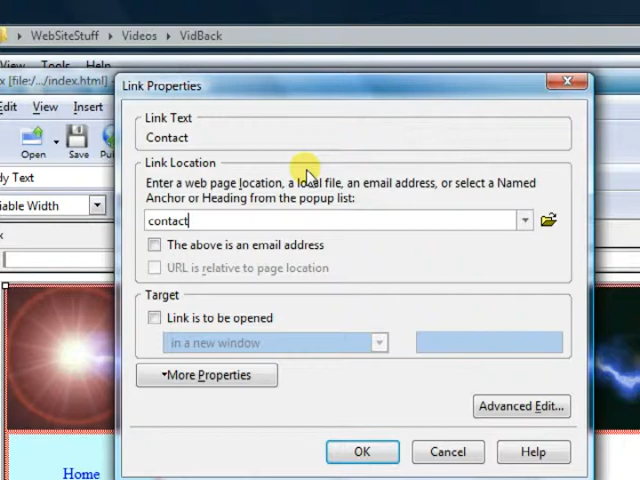 WebSiteStuff Videos VidBack
View Tools Help
[file:/.../index.html]
Link Properties
Edit View Insert
Link Text
Contact
Open Save
Link Location
Enter a web page location, a local file, an email address, or select a Named
Anchor or Heading from the popup list:
contact
The above is an email address
URL is relative to page location
Target
Link is to be opened
in a new window
More Properties
Advanced Edit...
OK Cancel Help
Home